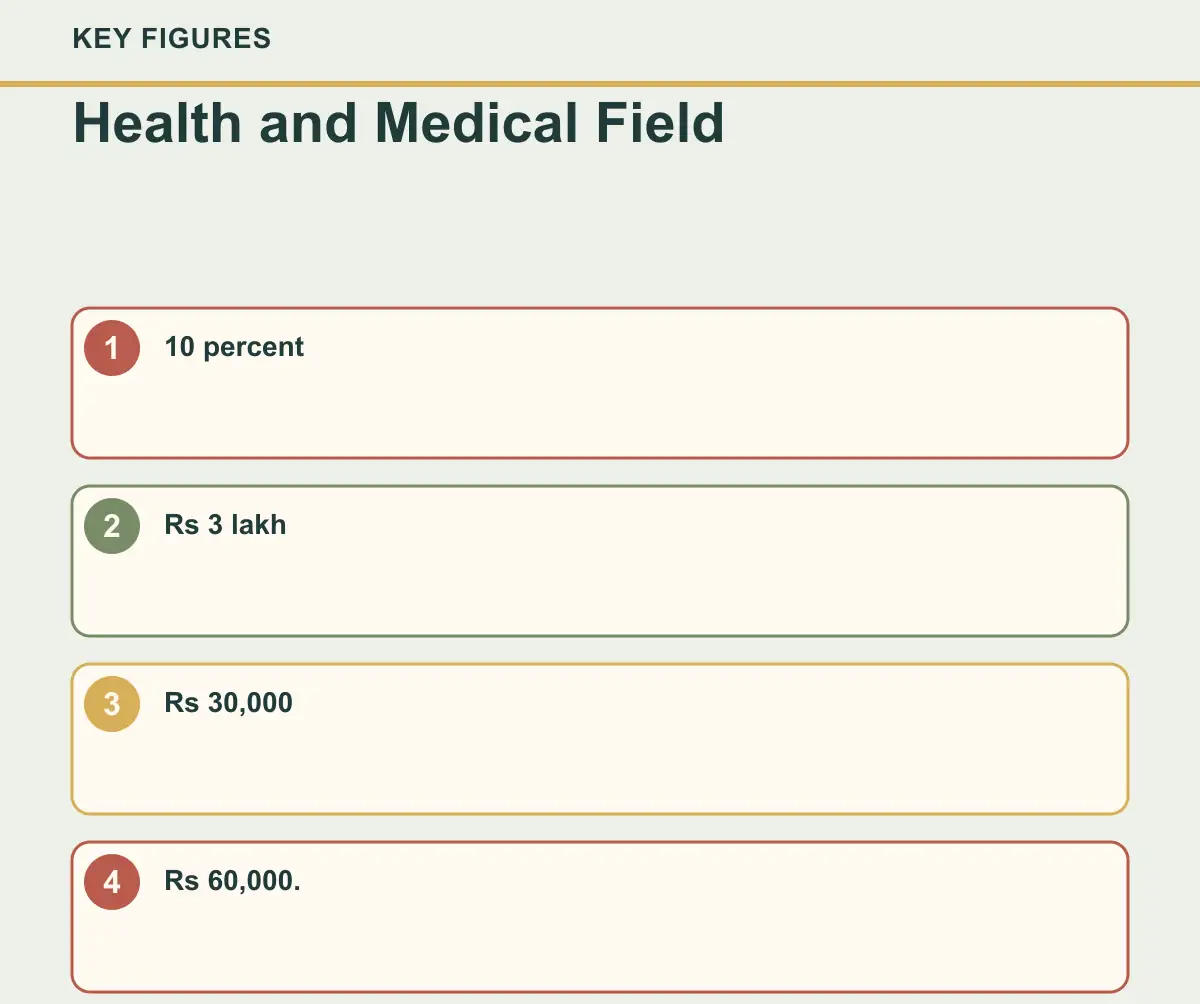 KEY FIGURES
Health and Medical Field
1 10 percent
2 Rs 3 lakh
3 Rs 30,000
4 Rs 60,000.